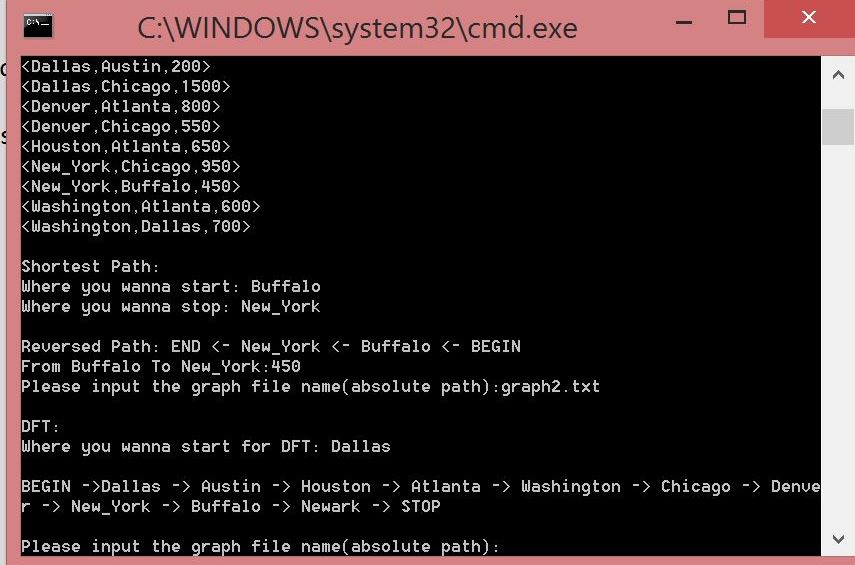 C:\WINDOWS\system32\cmd.exe
<Dallas,Austin,200>
<Dallas,Chicago,1500>
<Denver,Atlanta,800>
<Denver,Chicago,550>
<Houston,Atlanta,650>
<New_York,Chicago,950>
<New_York,Buffalo,450>
<Washington,Atlanta,600>
<Washington,Dallas,700>
Shortest Path:
Where you wanna start: Buffalo
Where you wanna stop: New_York
Reversed Path: END <- New_York <- Buffalo <- BEGIN
From Buffalo To New_York:450
Please input the graph file name(absolute path):graph2.txt
DFT:
Where you wanna start for DFT: Dallas
BEGIN ->Dallas -> Austin -> Houston -> Atlanta -> Washington -> Chicago -> Denve
r -> New_York -> Buffalo -> Newark -> STOP
Please input the graph file name(absolute path):